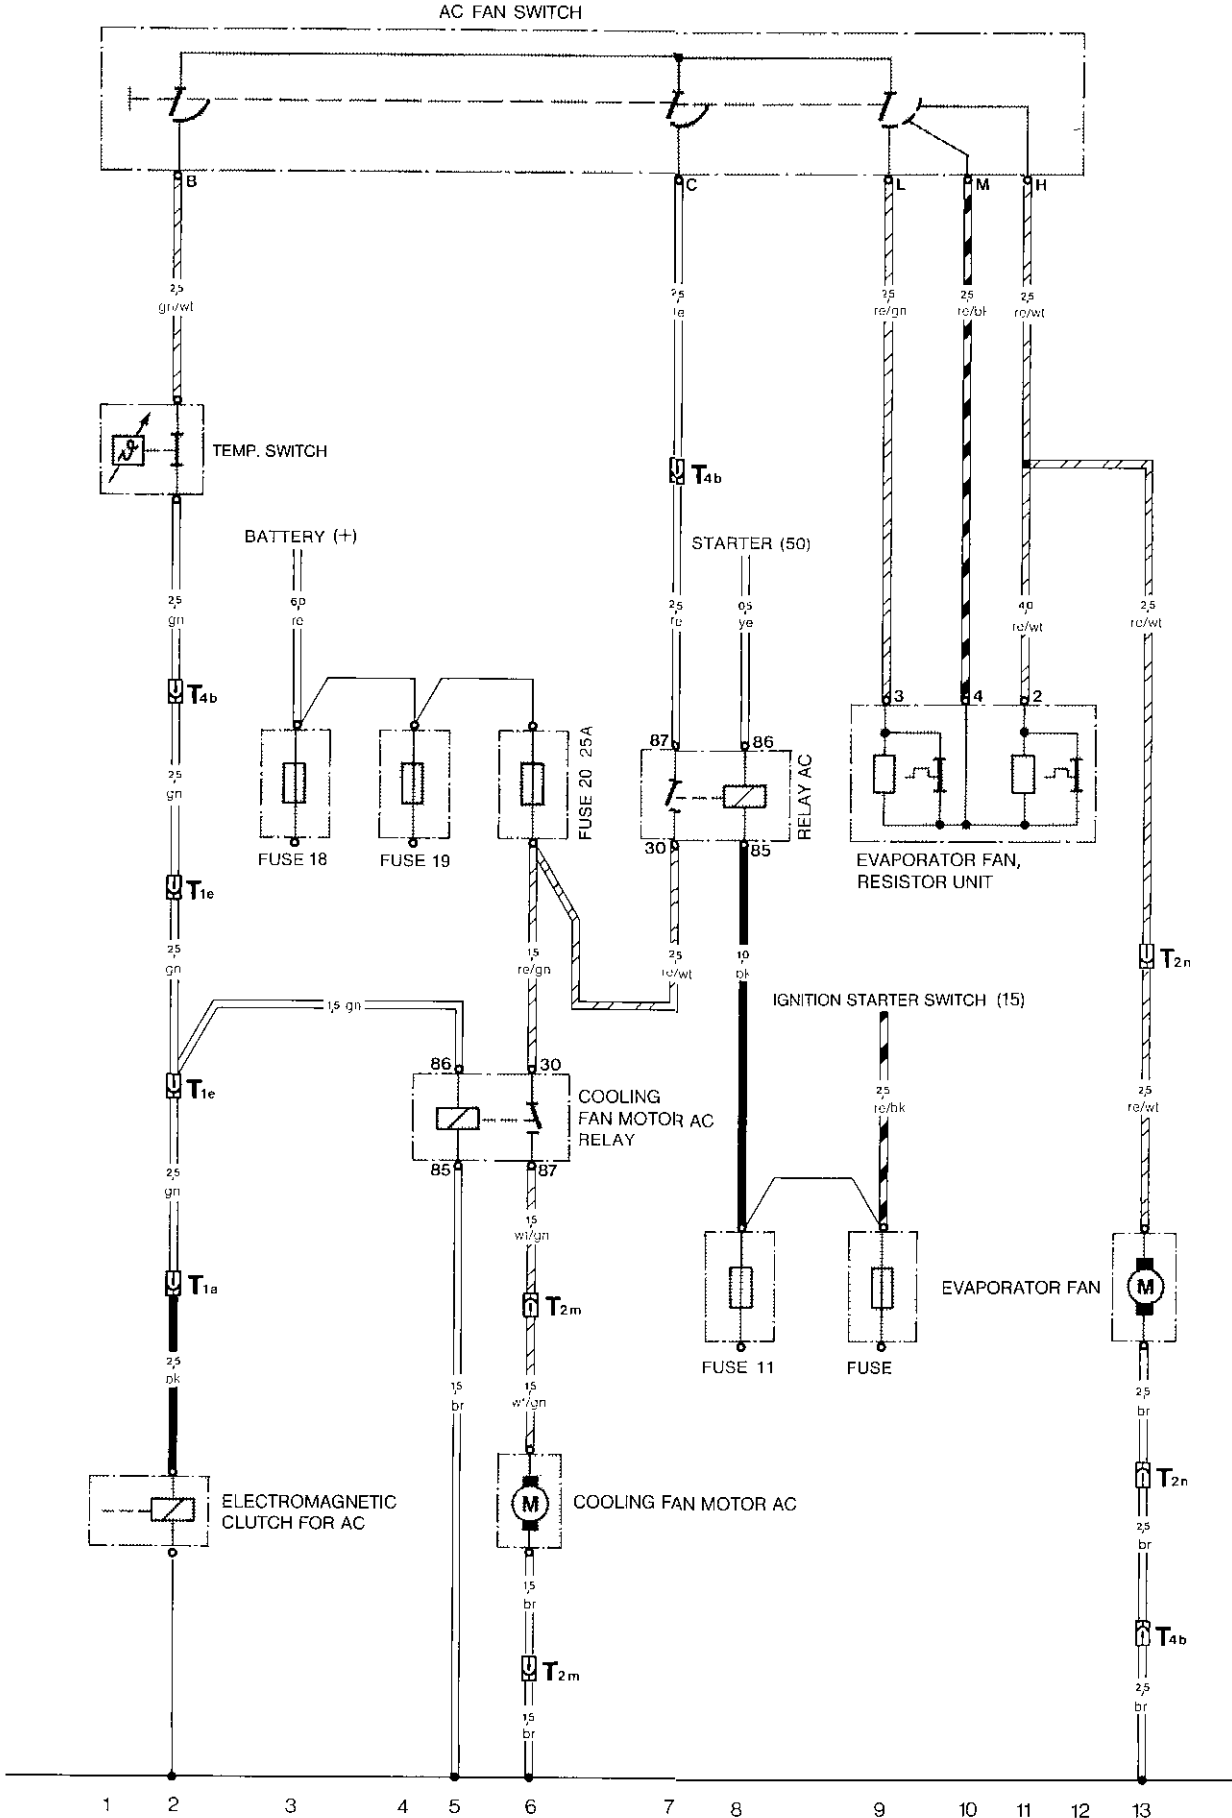 AC FAN SWITCH
B
C
L
M
H
2,5
gn/wt
2,5
re
2,5
re/gn
2,5
re/bk
2,5
re/wt
TEMP. SWITCH
T4b
BATTERY (+)
STARTER (50)
2,5
gn
6,0
re
2,5
re
0,5
ye
4,0
re/wt
2,5
re/wt
T4b
3
4
2
87
86
FUSE 20 25A
RELAY AC
2,5
gn
30
85
FUSE 18
FUSE 19
EVAPORATOR FAN,
RESISTOR UNIT
T1e
2,5
gn
1,5
re/gn
2,5
re/wt
1,0
bk
T2n
1,5 gn
IGNITION STARTER SWITCH (15)
86
30
T1e
COOLING
FAN MOTOR AC
RELAY
2,5
re/bk
2,5
re/wt
85
87
2,5
gn
1,5
wt/gn
T1a
T2m
EVAPORATOR FAN
M
FUSE 11
FUSE
2,5
bk
1,5
br
1,5
wt/gn
2,5
br
T2n
ELECTROMAGNETIC
CLUTCH FOR AC
M
COOLING FAN MOTOR AC
2,5
br
1,5
br
T4b
T2m
2,5
br
1,5
br
1 2 3 4 5 6 7 8 9 10 11 12 13